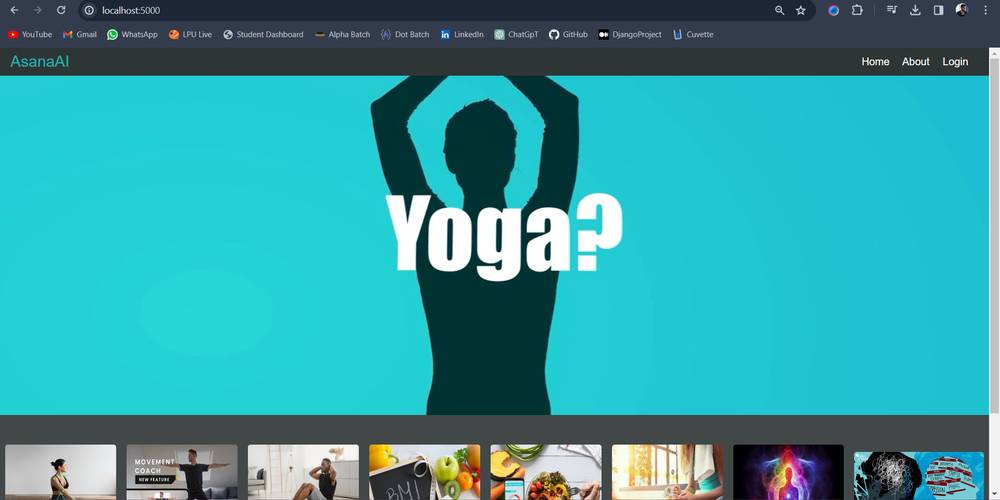 localhost:5000
YouTube Gmail WhatsApp LPU Live Student Dashboard Alpha Batch Dot Batch LinkedIn ChatGpT GitHub DjangoProject Cuvette
AsanaAI Home About Login
Yoga?
MOVEMENT
COACH
NEW FEATURE
BMI